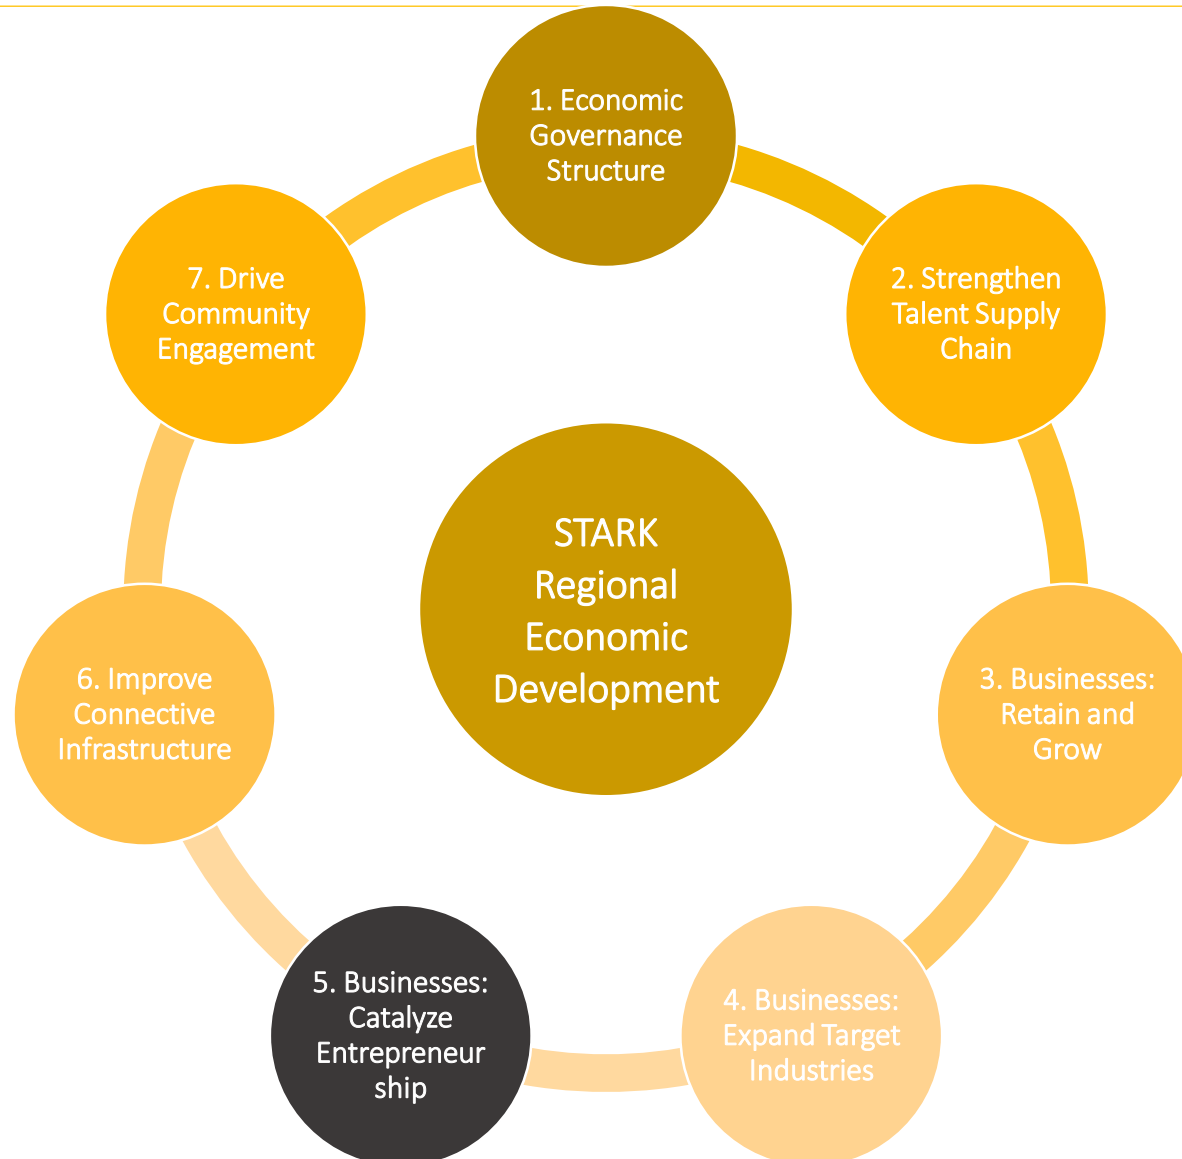 1. Economic
Governance
Structure
2. Strengthen
Talent Supply
Chain
3. Businesses:
Retain and
Grow
4. Businesses:
Expand Target
Industries
5. Businesses:
Catalyze
Entrepreneur
ship
6. Improve
Connective
Infrastructure
7. Drive
Community
Engagement
STARK
Regional
Economic
Development